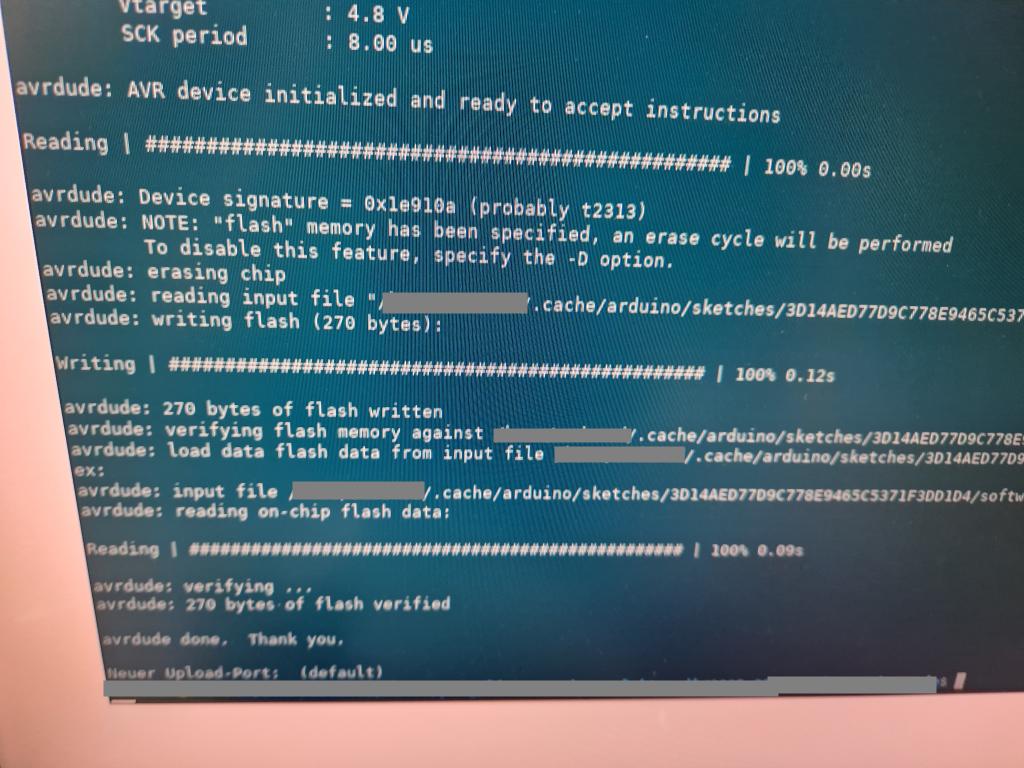 Vtarget : 4.8 V
SCK period : 8.00 us
avrdude: AVR device initialized and ready to accept instructions
Reading | ################################################## | 100% 0.00s
avrdude: Device signature = 0x1e910a (probably t2313)
avrdude: NOTE: "flash" memory has been specified, an erase cycle will be performed
To disable this feature, specify the -D option.
avrdude: erasing chip
avrdude: reading input file "/ /.cache/arduino/sketches/3D14AED77D9C778E9465C537
avrdude: writing flash (270 bytes):
Writing | ################################################## | 100% 0.12s
avrdude: 270 bytes of flash written
avrdude: verifying flash memory against /.cache/arduino/sketches/3D14AED77D9C778E9
avrdude: load data flash data from input file /.cache/arduino/sketches/3D14AED77D9
ex:
avrdude: input file / /.cache/arduino/sketches/3D14AED77D9C778E9465C5371F3DD1D4/softw
avrdude: reading on-chip flash data:
Reading | ################################################## | 100% 0.09s
avrdude: verifying ...
avrdude: 270 bytes of flash verified
avrdude done. Thank you.
Neuer Upload-Port: (default)